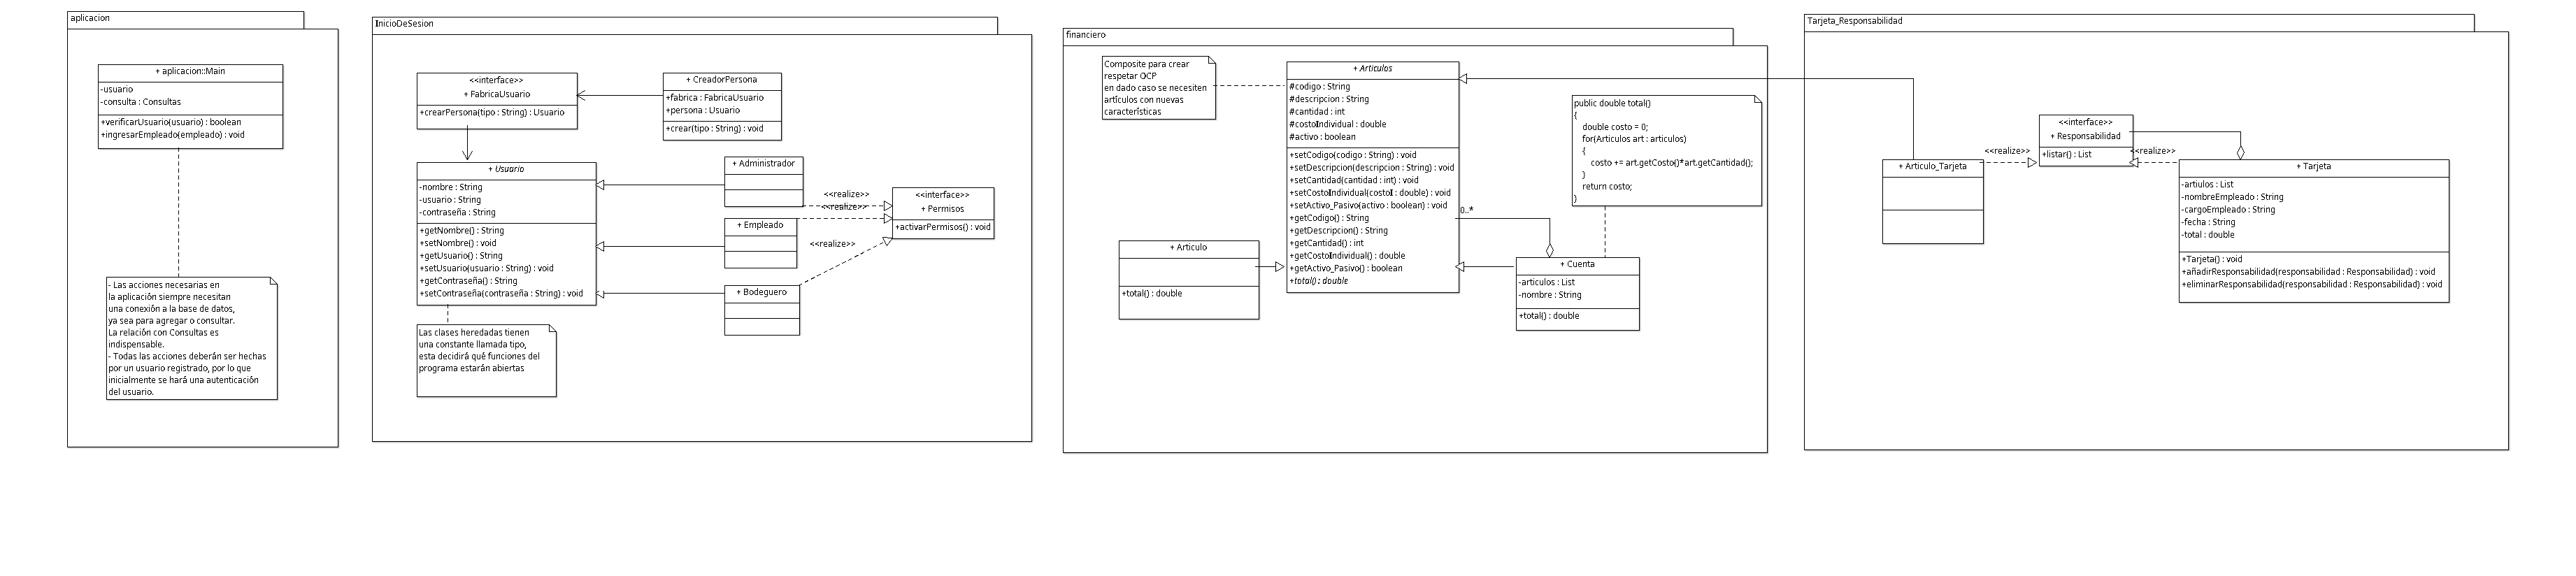 aplicacion
+ aplicacion::Main
-usuario
-consulta : Consultas
+verificarUsuario(usuario) : boolean
+ingresarEmpleado(empleado) : void
- Las acciones necesarias en
la aplicación siempre necesitan
una conexión a la base de datos,
ya sea para agregar o consultar.
La relación con Consultas es
indispensable.
- Todas las acciones deberán ser hechas
por un usuario registrado, por lo que
inicialmente se hará una autenticación
del usuario.
InicioDeSesion
<<interface>>
+ FabricaUsuario
+crearPersona(tipo : String) : Usuario
+ CreadorPersona
+fabrica : FabricaUsuario
+persona : Usuario
+crear(tipo : String) : void
+ Usuario
-nombre : String
-usuario : String
-contraseña : String
+getNombre() : String
+setNombre() : void
+getUsuario() : String
+setUsuario(usuario : String) : void
+getContraseña() : String
+setContraseña(contraseña : String) : void
+ Administrador
+ Empleado
+ Bodeguero
<<realize>>
<<realize>>
<<realize>>
<<interface>>
+ Permisos
+activarPermisos() : void
Las clases heredadas tienen
una constante llamada tipo,
esta decidirá qué funciones del
programa estarán abiertas
financiero
Composite para crear
respetar OCP
en dado caso se necesiten
artículos con nuevas
características
+ Articulos
#codigo : String
#descripcion : String
#cantidad : int
#costoIndividual : double
#activo : boolean
+setCodigo(codigo : String) : void
+setDescripcion(descripcion : String) : void
+setCantidad(cantidad : int) : void
+setCostoIndividual(costoI : double) : void
+setActivo_Pasivo(activo : boolean) : void
+getCodigo() : String
+getDescripcion() : String
+getCantidad() : int
+getCostoIndividual() : double
+getActivo_Pasivo() : boolean
+total() : double
public double total()
{
double costo = 0;
for(Articulos art : articulos)
{
costo += art.getCosto()*art.getCantidad();
}
return costo;
}
0..*
+ Articulo
+total() : double
+ Cuenta
-articulos : List
-nombre : String
+total() : double
Tarjeta_Responsabilidad
<<interface>>
+ Responsabilidad
+listar() : List
<<realize>>
<<realize>>
+ Articulo_Tarjeta
+ Tarjeta
-artiulos : List
-nombreEmpleado : String
-cargoEmpleado : String
-fecha : String
-total : double
+Tarjeta() : void
+añadirResponsabilidad(responsabilidad : Responsabilidad) : void
+eliminarResponsabilidad(responsabilidad : Responsabilidad) : void